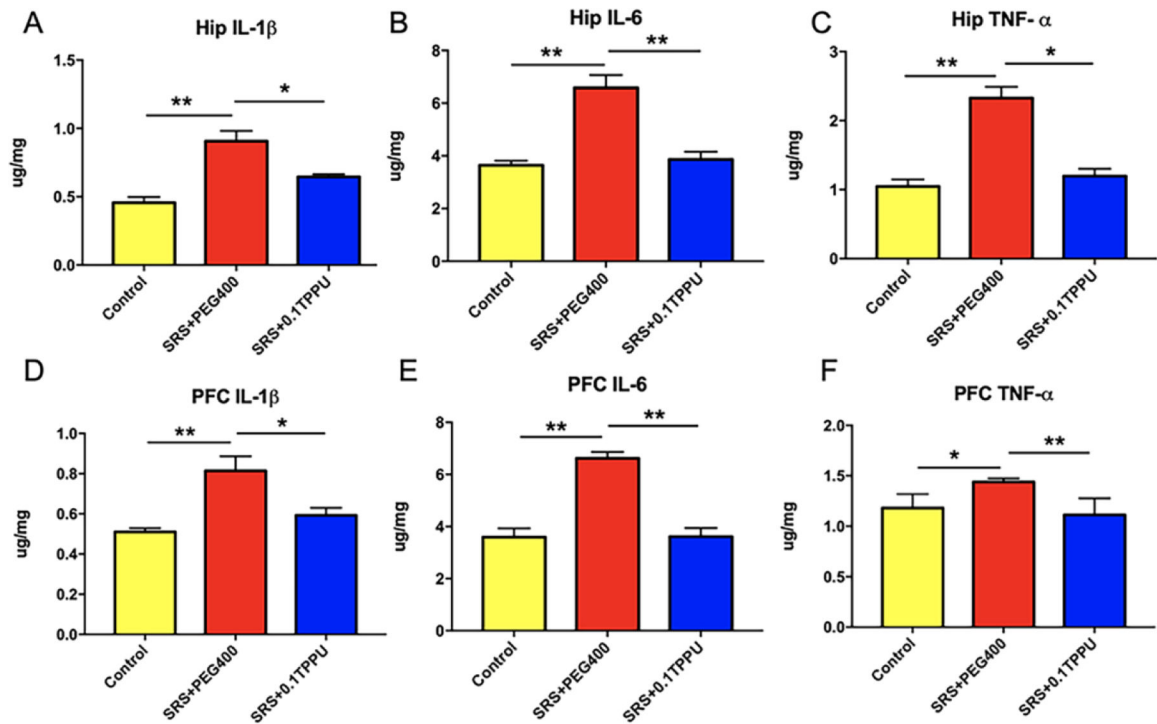 A
Hip IL-1β
1.5
1.0
0.5
0.0
ug/mg
**
*
Control
SRS+PEG400
SRS+0.1TPPU
B
Hip IL-6
8
6
4
2
0
ug/mg
**
**
Control
SRS+PEG400
SRS+0.1TPPU
C
Hip TNF- α
3
2
1
0
ug/mg
**
*
Control
SRS+PEG400
SRS+0.1TPPU
D
PFC IL-1β
1.0
0.8
0.6
0.4
0.2
0.0
ug/mg
**
*
Control
SRS+PEG400
SRS+0.1TPPU
E
PFC IL-6
8
6
4
2
0
ug/mg
**
**
Control
SRS+PEG400
SRS+0.1TPPU
F
PFC TNF-α
2.0
1.5
1.0
0.5
0.0
ug/mg
*
**
Control
SRS+PEG400
SRS+0.1TPPU